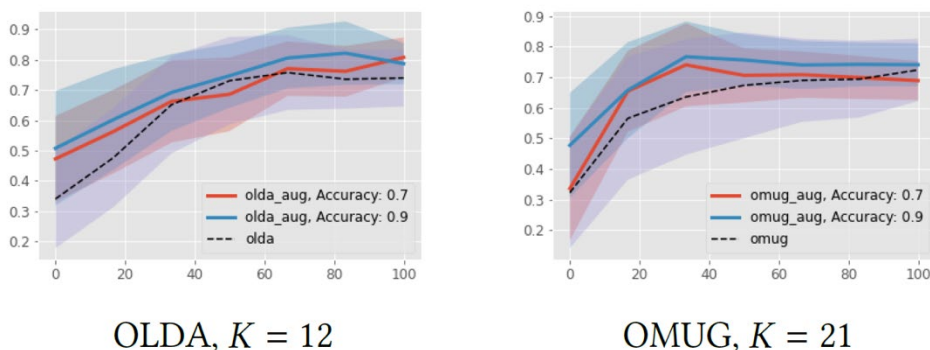 0.9
0.8
0.7
0.6
0.5
0.4
0.3
0.2
olda_aug, Accuracy: 0.7
olda_aug, Accuracy: 0.9
olda
0 20 40 60 80 100
OLDA, K = 12
0.9
0.8
0.7
0.6
0.5
0.4
0.3
0.2
omug_aug, Accuracy: 0.7
omug_aug, Accuracy: 0.9
omug
0 20 40 60 80 100
OMUG, K = 21